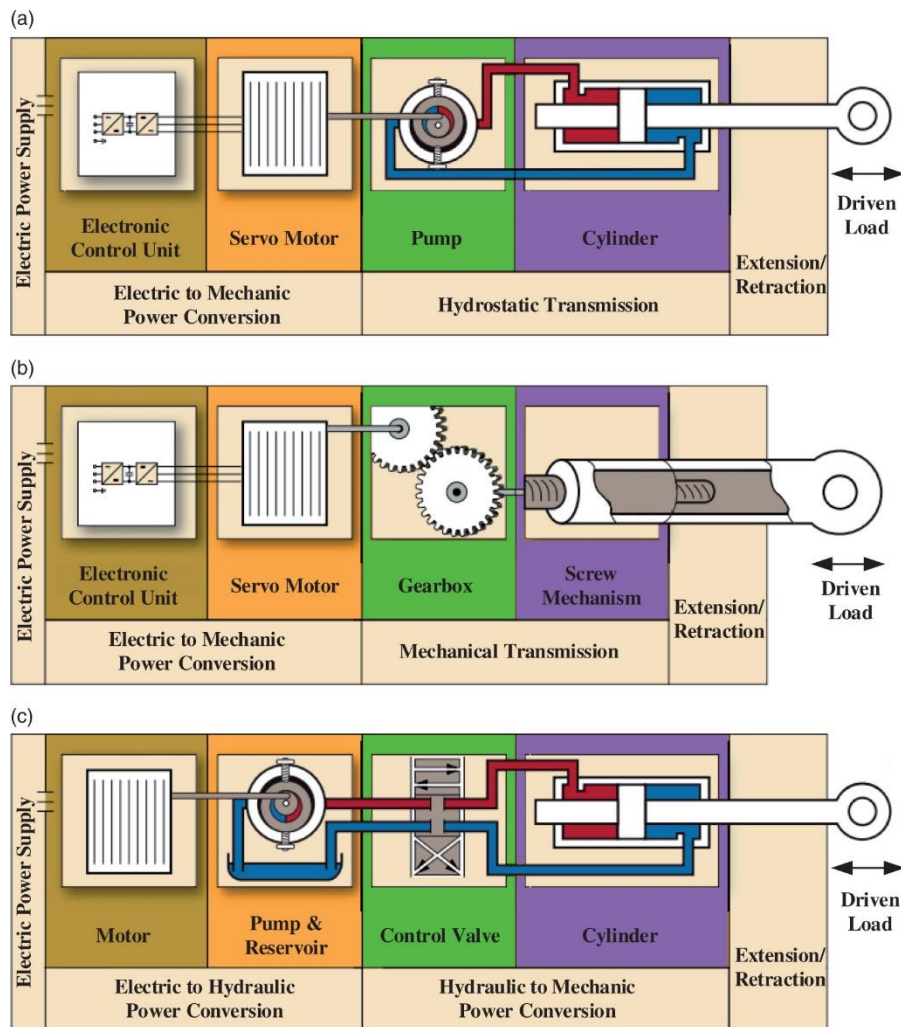 (a)
Electric Power Supply
Electronic
Control Unit
Servo Motor
Pump
Cylinder
Extension/
Retraction
Driven
Load
Electric to Mechanic
Power Conversion
Hydrostatic Transmission
(b)
Electric Power Supply
Electronic
Control Unit
Servo Motor
Gearbox
Screw
Mechanism
Extension/
Retraction
Driven
Load
Electric to Mechanic
Power Conversion
Mechanical Transmission
(c)
Electric Power Supply
Motor
Pump &
Reservoir
Control Valve
Cylinder
Extension/
Retraction
Driven
Load
Electric to Hydraulic
Power Conversion
Hydraulic to Mechanic
Power Conversion